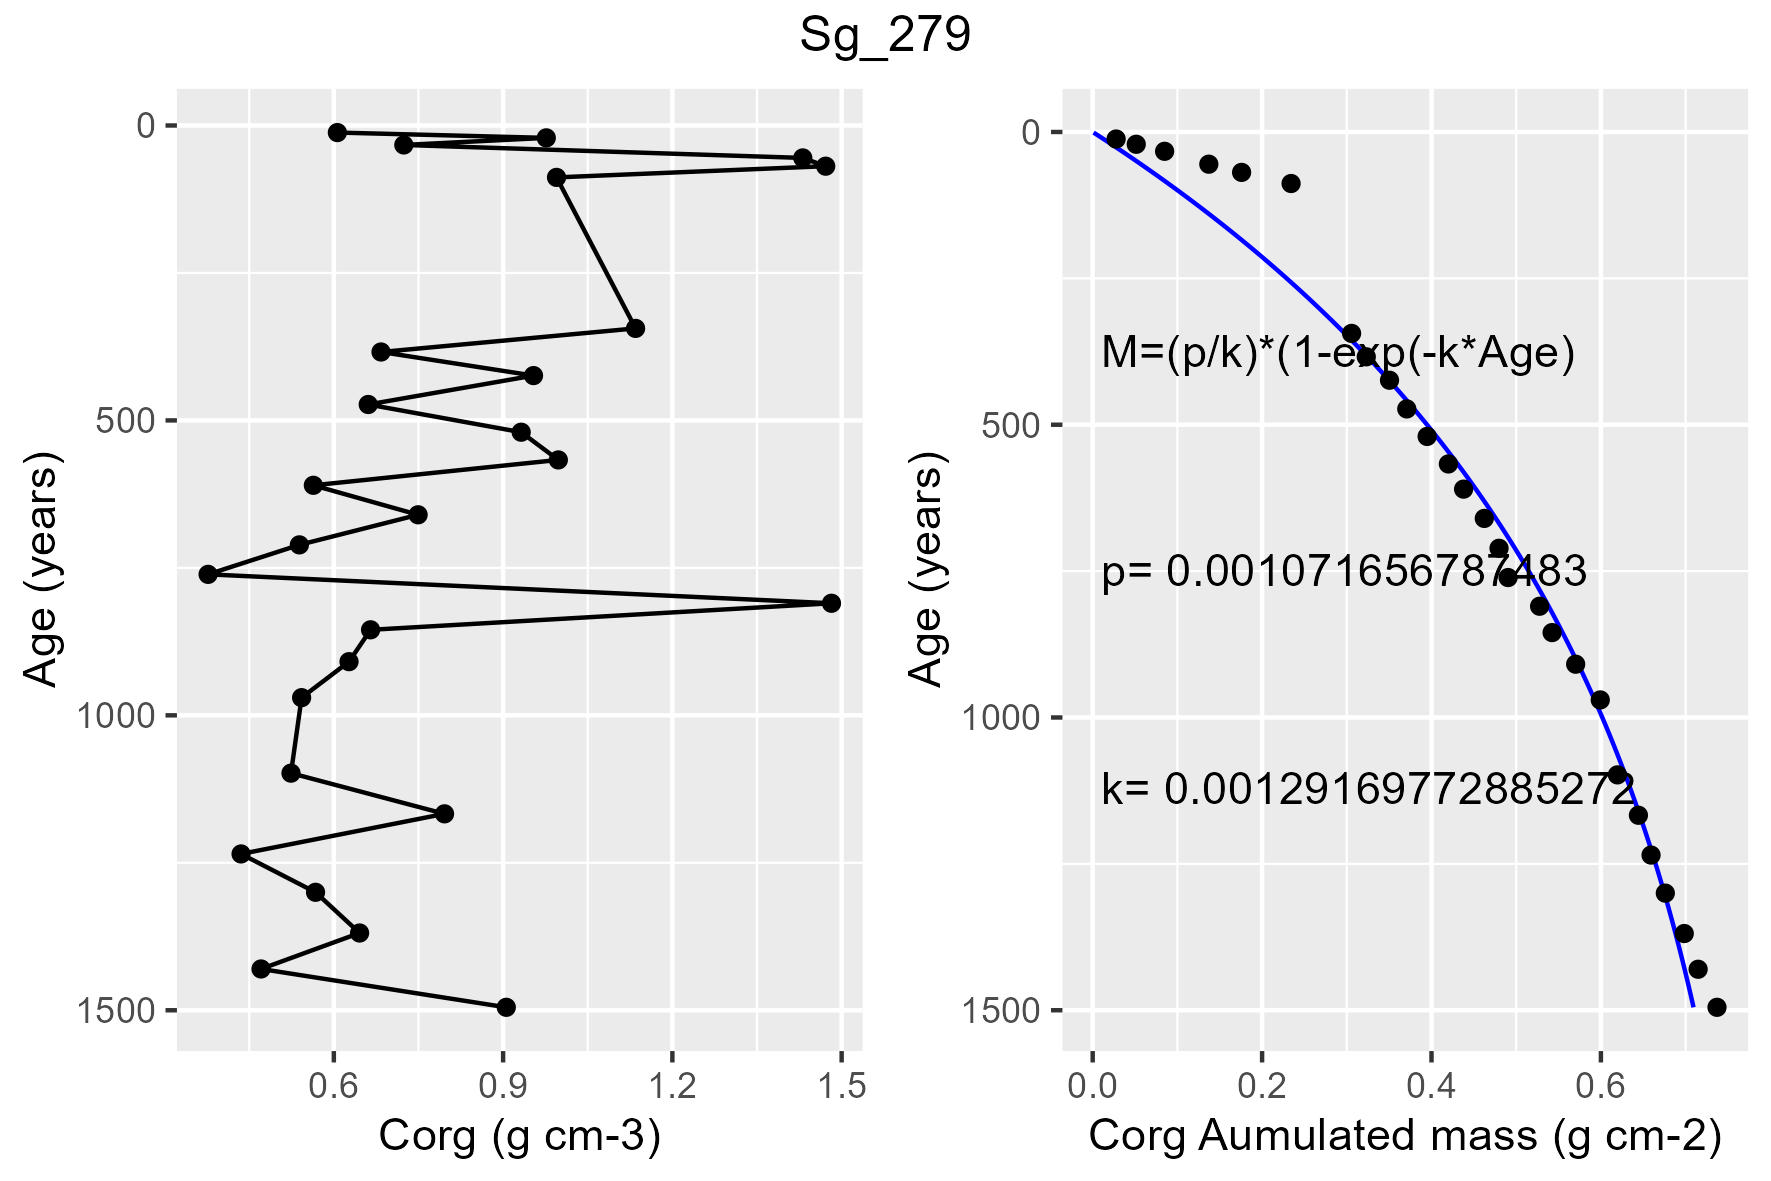 Sg_279
0
500
1000
1500
Age (years)
0.6
0.9
1.2
1.5
Corg (g cm-3)
0
500
1000
1500
Age (years)
M=(p/k)*(1-exp(-k*Age)
p= 0.001071656787483
k= 0.00129169772885272
0.0
0.2
0.4
0.6
Corg Aumulated mass (g cm-2)